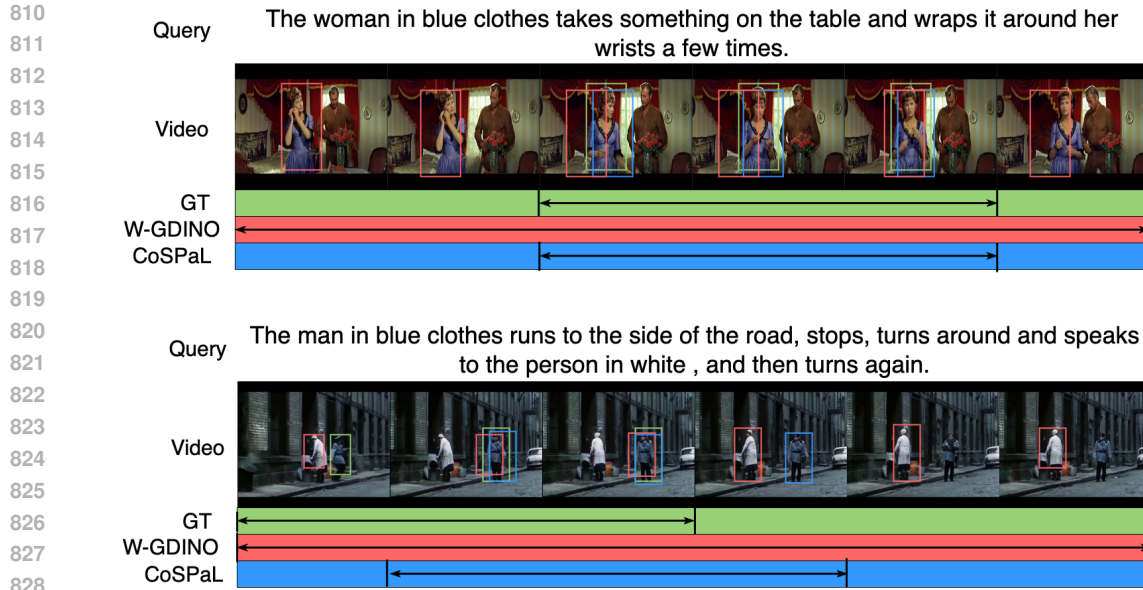 810
811
812
813
814
815
816
817
818
819
820
821
822
823
824
825
826
827
828
Query
The woman in blue clothes takes something on the table and wraps it around her
wrists a few times.
Video
GT
W-GDINO
CoSPaL
Query
The man in blue clothes runs to the side of the road, stops, turns around and speaks
to the person in white , and then turns again.
Video
GT
W-GDINO
CoSPaL